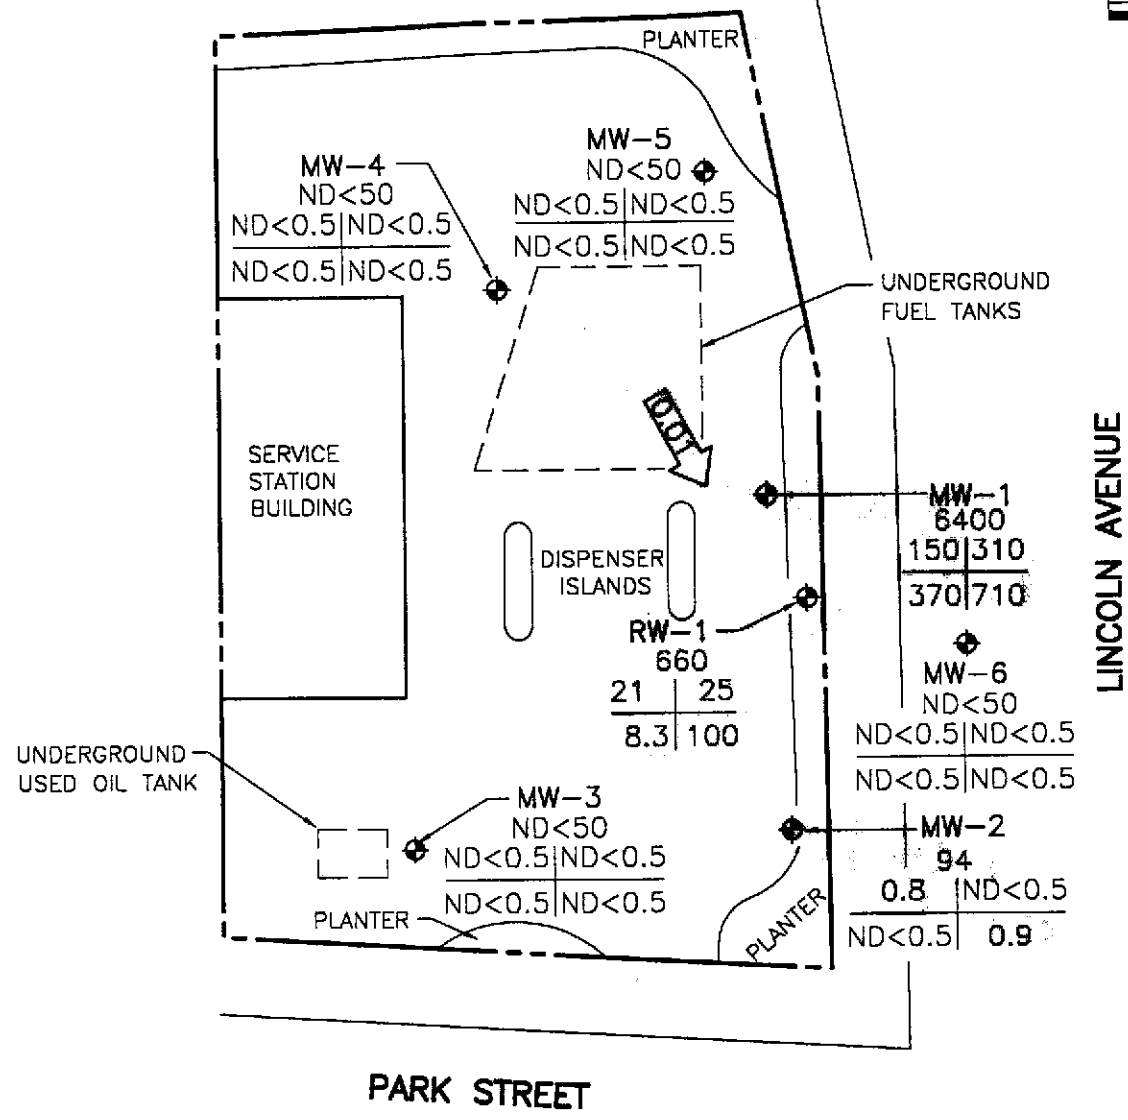 PLANTER
MW-5
ND<50
ND<0.5 ND<0.5
ND<0.5 ND<0.5
MW-4
ND<50
ND<0.5 ND<0.5
ND<0.5 ND<0.5
UNDERGROUND
FUEL TANKS
0.01
SERVICE
STATION
BUILDING
LINCOLN AVENUE
MW-1
6400
150 310
370 710
DISPENSER
ISLANDS
RW-1
660
21 25
8.3 100
MW-6
ND<50
ND<0.5 ND<0.5
ND<0.5 ND<0.5
UNDERGROUND
USED OIL TANK
MW-3
ND<50
ND<0.5 ND<0.5
ND<0.5 ND<0.5
MW-2
94
0.8 ND<0.5
ND<0.5 0.9
PLANTER
PLANTER
PARK STREET